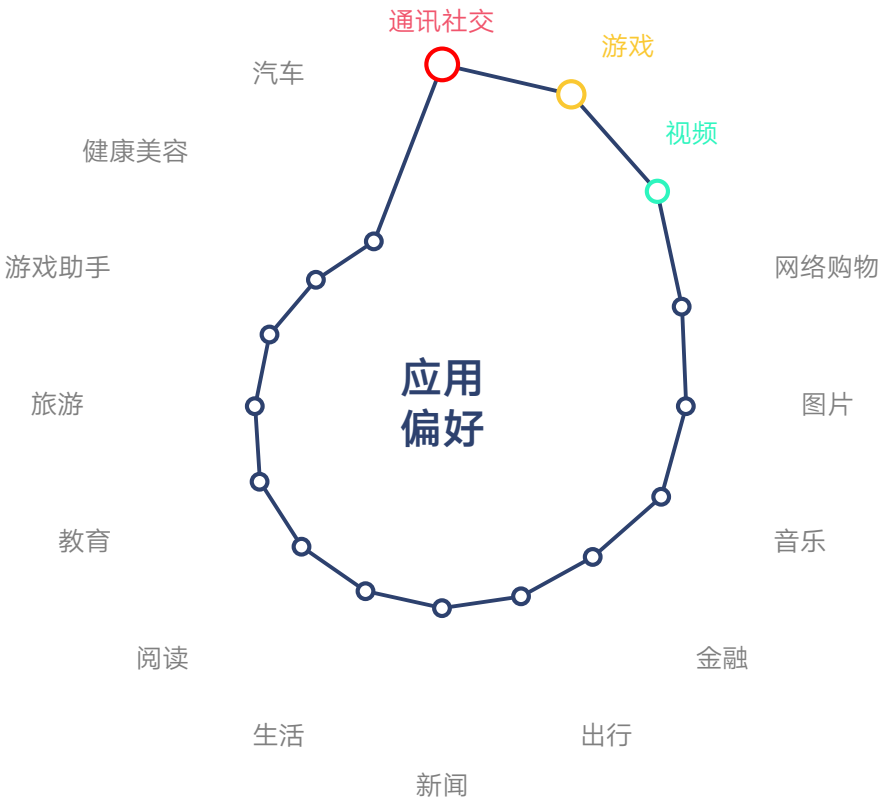 通讯社交
游戏
汽车
视频
健康美容
游戏助手
网络购物
应用
偏好
旅游
图片
教育
音乐
阅读
金融
生活
出行
新闻